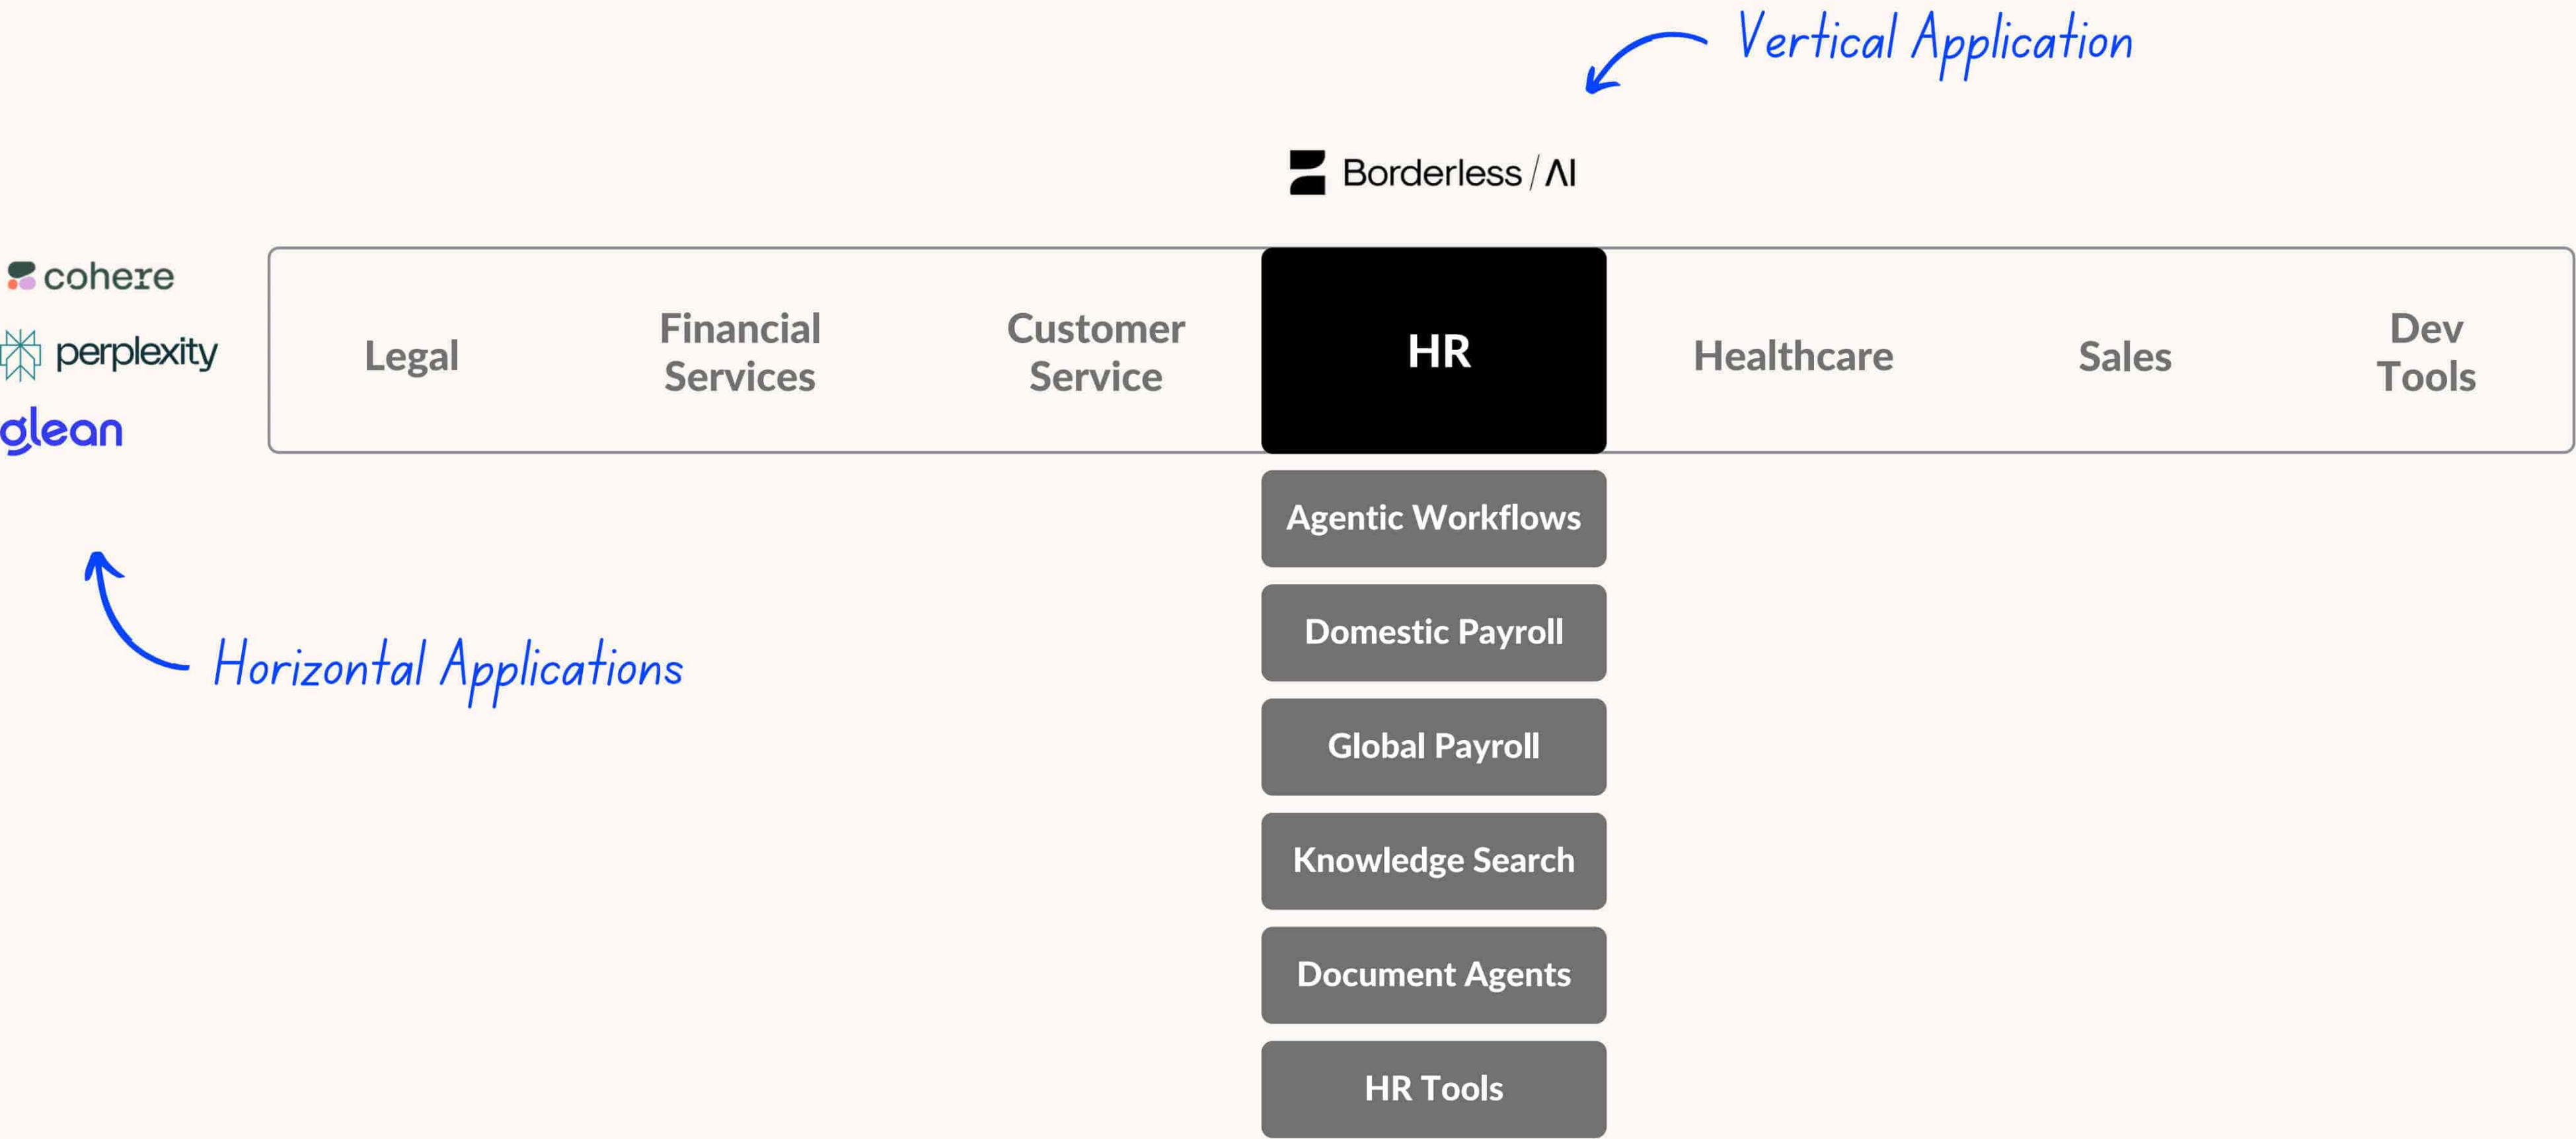 Vertical Application
Borderless/AI
cohere
perplexity
glean
Legal
Financial
Services
Customer
Service
HR
Healthcare
Sales
Dev
Tools
Agentic Workflows
Domestic Payroll
Global Payroll
Knowledge Search
Document Agents
HR Tools
Horizontal Applications